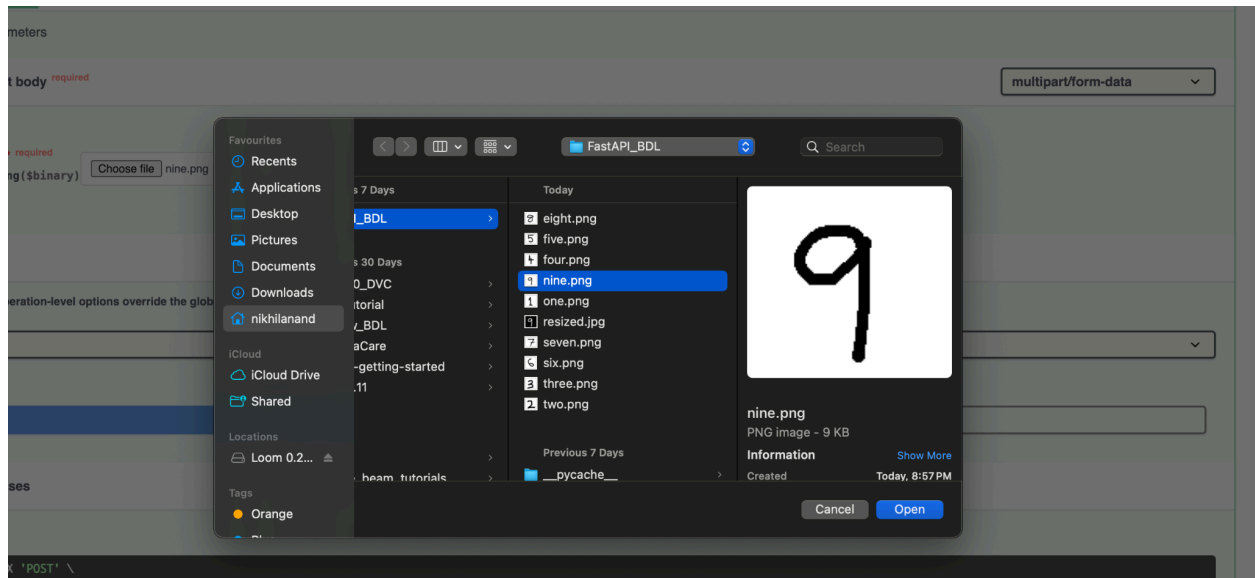 meters
t body required
multipart/form-data
required
ng($binary)
Choose file nine.png
eration-level options override the glob
ses
X 'POST' \
Favourites
Recents
Applications
Desktop
Pictures
Documents
Downloads
nikhilanand
iCloud
iCloud Drive
Shared
Locations
Loom 0.2...
Tags
Orange
FastAPI_BDL
Search
s 7 Days
_BDL
s 30 Days
0_DVC
torial
_BDL
aCare
-getting-started
.11
beam_tutorials
Today
eight.png
five.png
four.png
nine.png
one.png
resized.jpg
seven.png
six.png
three.png
two.png
Previous 7 Days
__pycache__
9
nine.png
PNG image - 9 KB
Information Show More
Created Today, 8:57 PM
Cancel Open